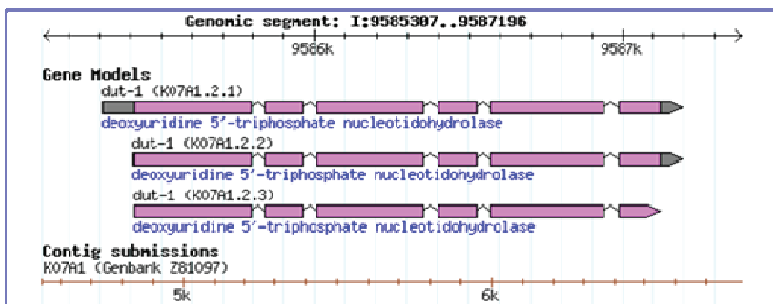 Genomic segment: I:9585307..9587196
9586k 9587k
Gene Models
dut-1 (K07A1.2.1)
deoxyuridine 5'-triphosphate nucleotidohydrolase
dut-1 (K07A1.2.2)
deoxyuridine 5'-triphosphate nucleotidohydrolase
dut-1 (K07A1.2.3)
deoxyuridine 5'-triphosphate nucleotidohydrolase
Contig submissions
K07A1 (Genbank Z81097)
5k 6k